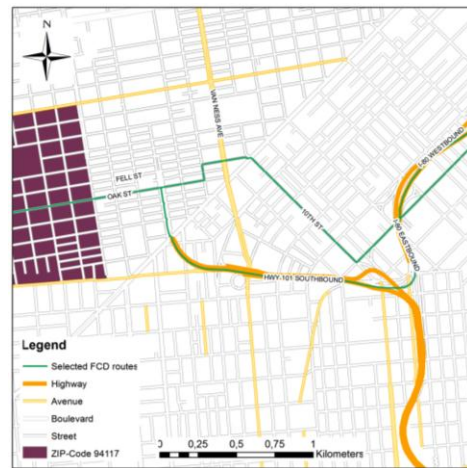 N
VAN NESS AVE
I-80 WESTBOUND
FELL ST
OAK ST
10TH ST
I-80 EASTBOUND
HWY-101 SOUTHBOUND
Legend
Selected FCD routes
Highway
Avenue
Boulevard
Street
ZIP-Code 94117
0 0,25 0,5 0,75 1
Kilometers